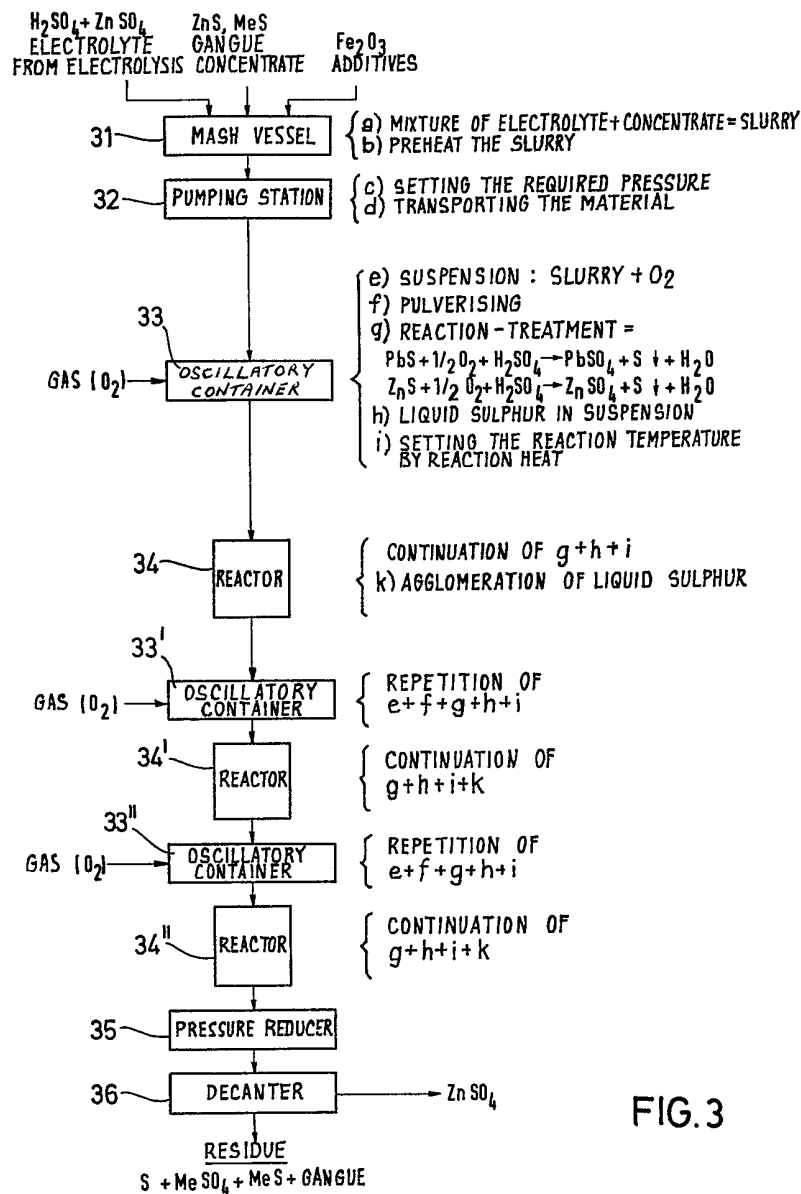 H₂SO₄ + Zn SO₄
ELECTROLYTE
FROM ELECTROLYSIS
ZnS, MeS
GANGUE
CONCENTRATE
Fe₂O₃
ADDITIVES
31
MASH VESSEL
a) MIXTURE OF ELECTROLYTE + CONCENTRATE = SLURRY
b) PREHEAT THE SLURRY
32
PUMPING STATION
c) SETTING THE REQUIRED PRESSURE
d) TRANSPORTING THE MATERIAL
33
GAS (O₂)
OSCILLATORY
CONTAINER
e) SUSPENSION : SLURRY + O₂
f) PULVERISING
g) REACTION - TREATMENT =
PbS + 1/2 O₂ + H₂SO₄ → PbSO₄ + S ↓ + H₂O
ZnS + 1/2 O₂ + H₂SO₄ → ZnSO₄ + S ↓ + H₂O
h) LIQUID SULPHUR IN SUSPENSION
i) SETTING THE REACTION TEMPERATURE
BY REACTION HEAT
34
REACTOR
CONTINUATION OF g + h + i
k) AGGLOMERATION OF LIQUID SULPHUR
33'
GAS (O₂)
OSCILLATORY
CONTAINER
REPETITION OF
e + f + g + h + i
34'
REACTOR
CONTINUATION OF
g + h + i + k
33"
GAS (O₂)
OSCILLATORY
CONTAINER
REPETITION OF
e + f + g + h + i
34"
REACTOR
CONTINUATION OF
g + h + i + k
35
PRESSURE REDUCER
36
DECANTER
Zn SO₄
FIG. 3
RESIDUE
S + MeSO₄ + MeS + GANGUE